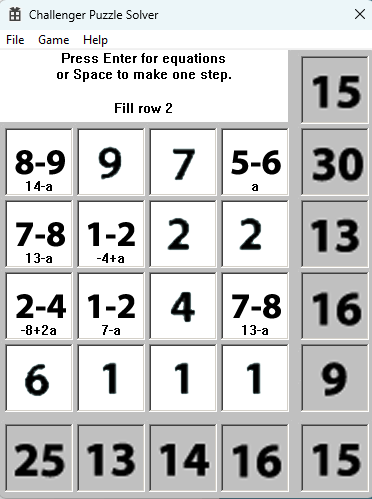 Challenger Puzzle Solver
File Game Help
Press Enter for equations
or Space to make one step.
Fill row 2
15
8-9 9 7 5-6 30
14-a a
7-8 1-2 2 2 13
13-a -4+a
2-4 1-2 4 7-8 16
-8+2a 7-a 13-a
6 1 1 1 9
25 13 14 16 15